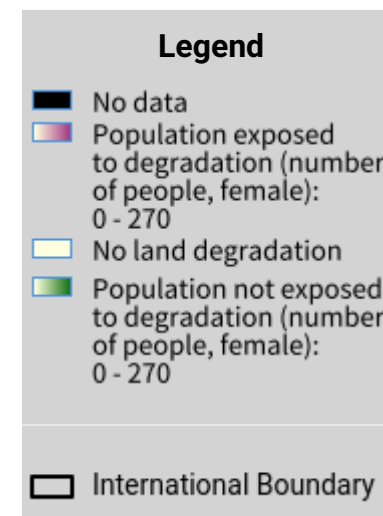 Legend
No data
Population exposed
to degradation (number
of people, female):
0 - 270
No land degradation
Population not exposed
to degradation (number
of people, female):
0 - 270
International Boundary